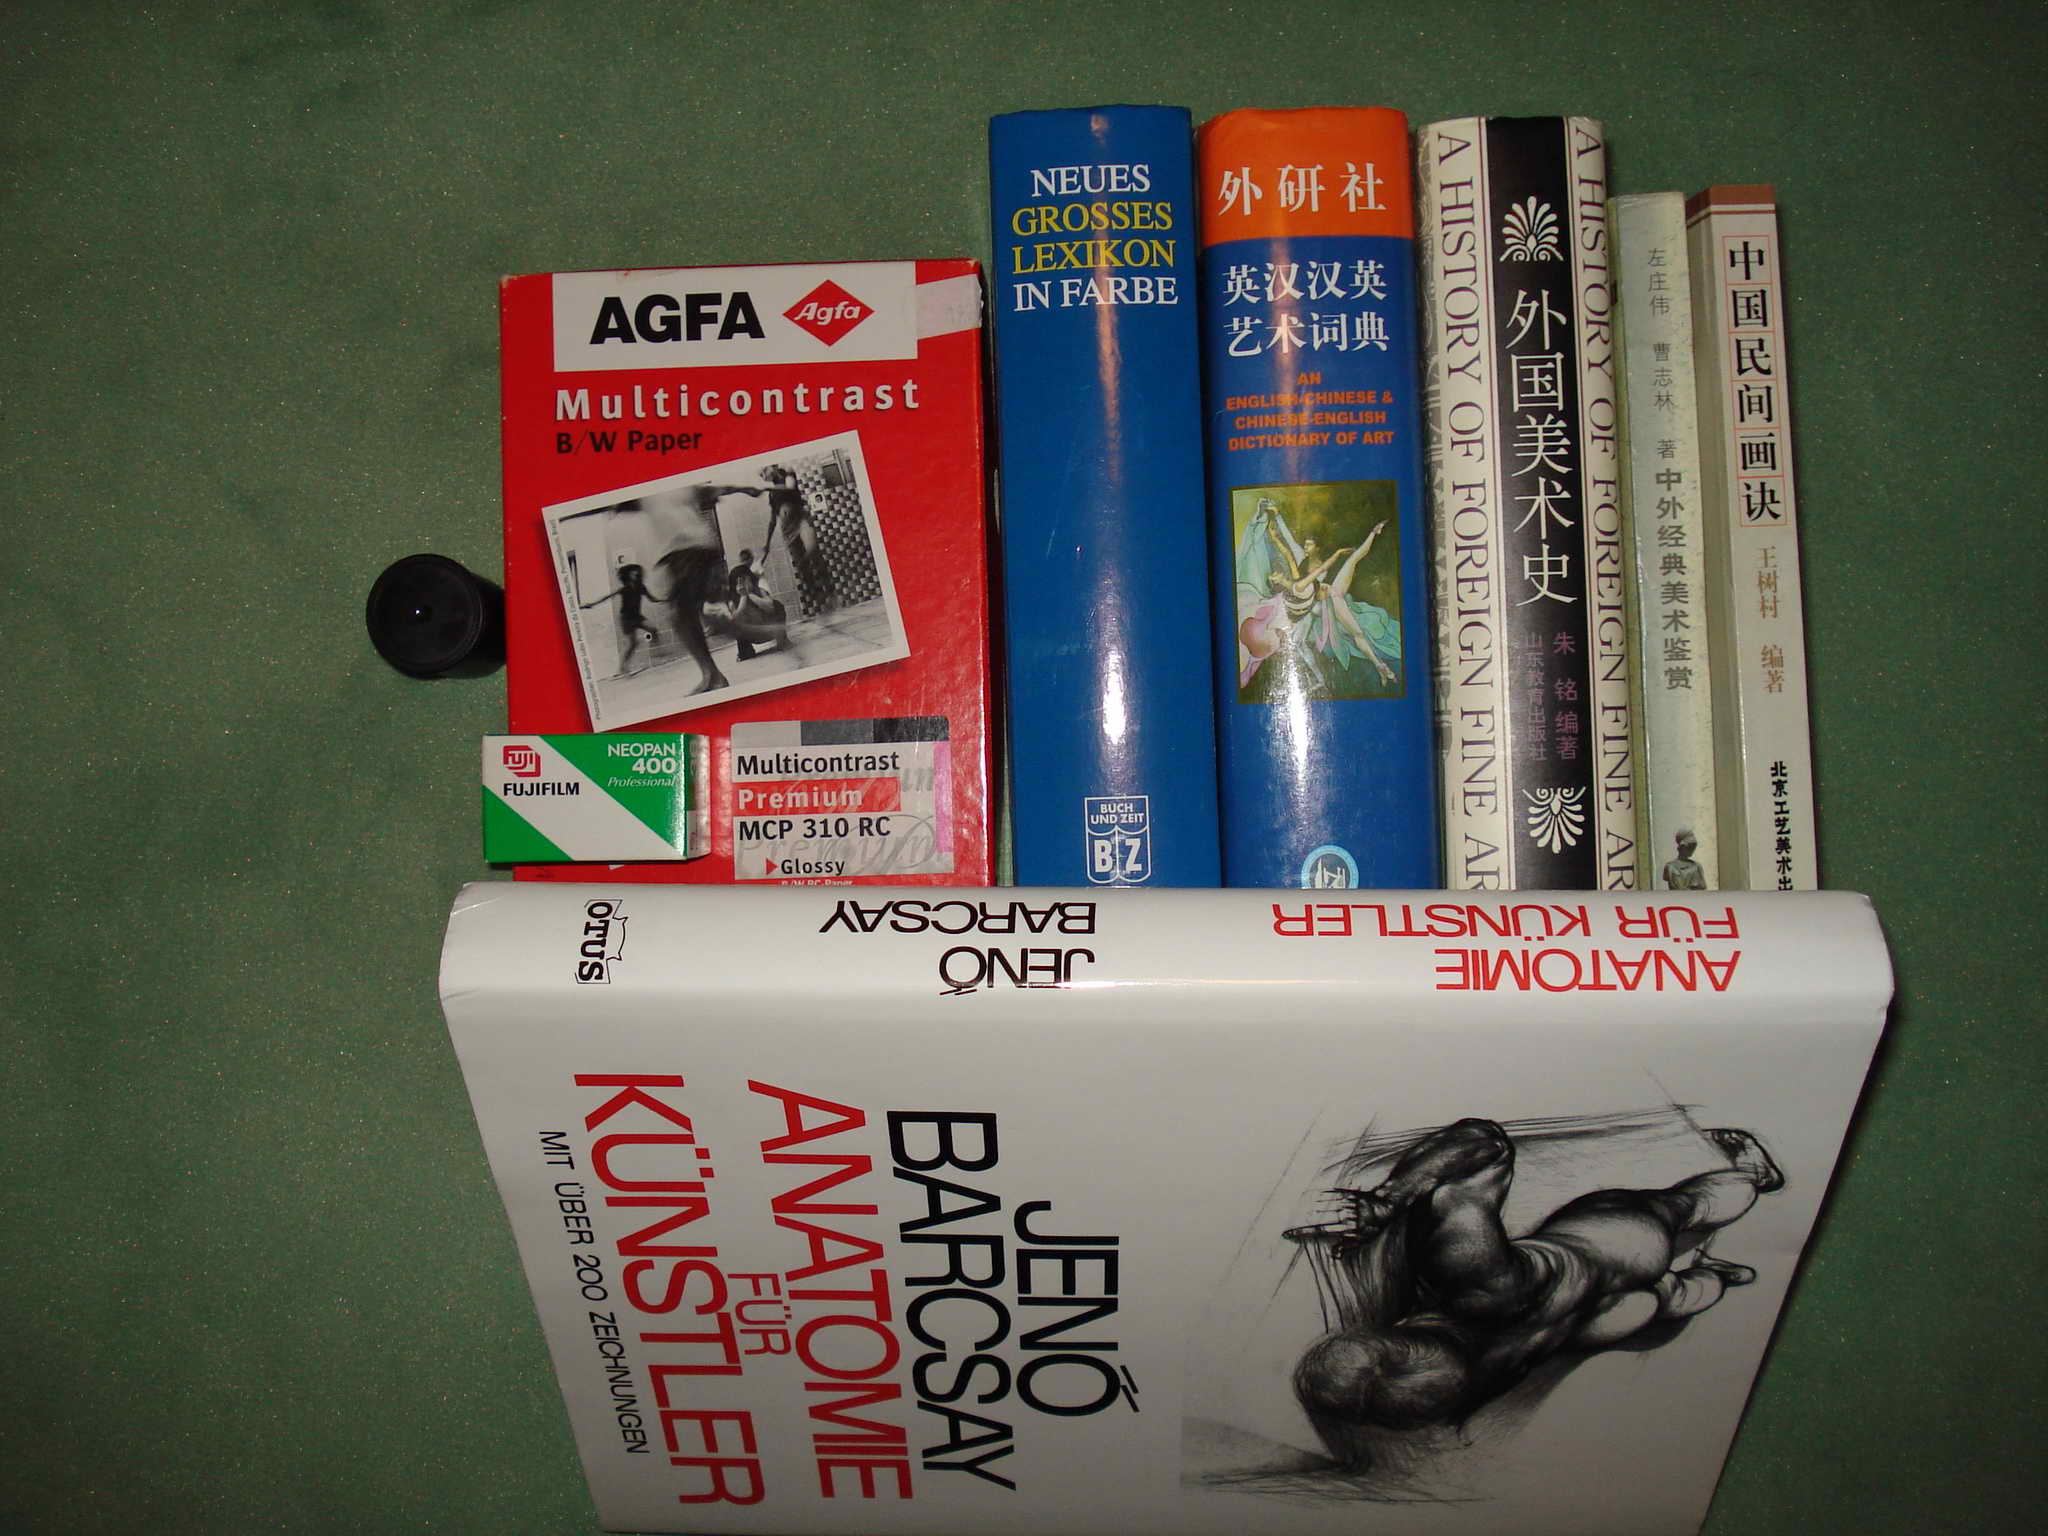 AGFA
Agfa
Multicontrast
B/W Paper
Multicontrast
Premium
MCP 310 RC
Glossy
B/W RC-Paper
FUJI
FUJIFILM
NEOPAN
400
Professional
NEUES
GROSSES
LEXIKON
IN FARBE
BUCH
UND ZEIT
B Z
外研社
英汉汉英
艺术词典
AN
ENGLISH-CHINESE &
CHINESE-ENGLISH
DICTIONARY OF ART
A HISTORY OF FOREIGN FINE AR
外国美术史
朱铭编著
山东教育出版社
A HISTORY OF FOREIGN FINE AR
左庄伟 曹志林 著
中外经典美术鉴赏
中国民间画诀
王树村 编著
北京工艺美术出
ANATOMIE
FÜR KÜNSTLER
JENŐ
BARCSAY
OTUS
JENŐ
BARCSAY
ANATOMIE
FÜR
KÜNSTLER
MIT ÜBER 200 ZEICHNUNGEN